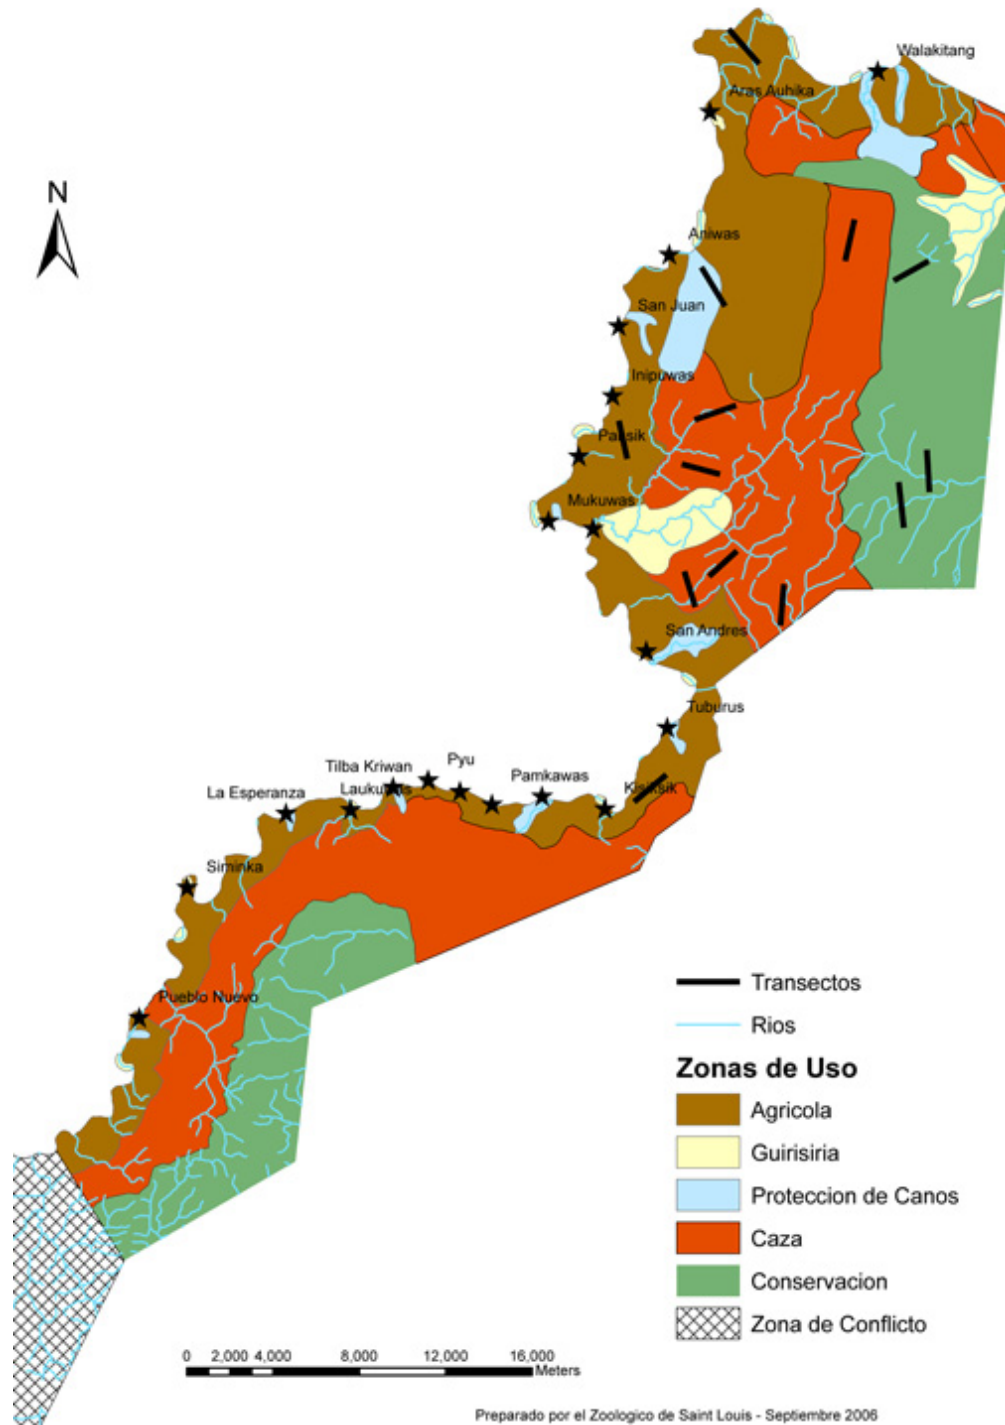 Walakitang
Aras Auhika
N
Aniwas
San Juan
Inipuwas
Mukuwas
San Andres
Tuburus
Pyu
Tilba Kriwan
Pamkawas
La Esperanza
Siminka
Pueblo Nuevo
Transectos
Rios
Zonas de Uso
Agricola
Guirisiria
Proteccion de Canos
Caza
Conservacion
Zona de Conflicto
0 2,000 4,000 8,000 12,000 16,000
Meters
Preparado por el Zoologico de Saint Louis - Septiembre 2006